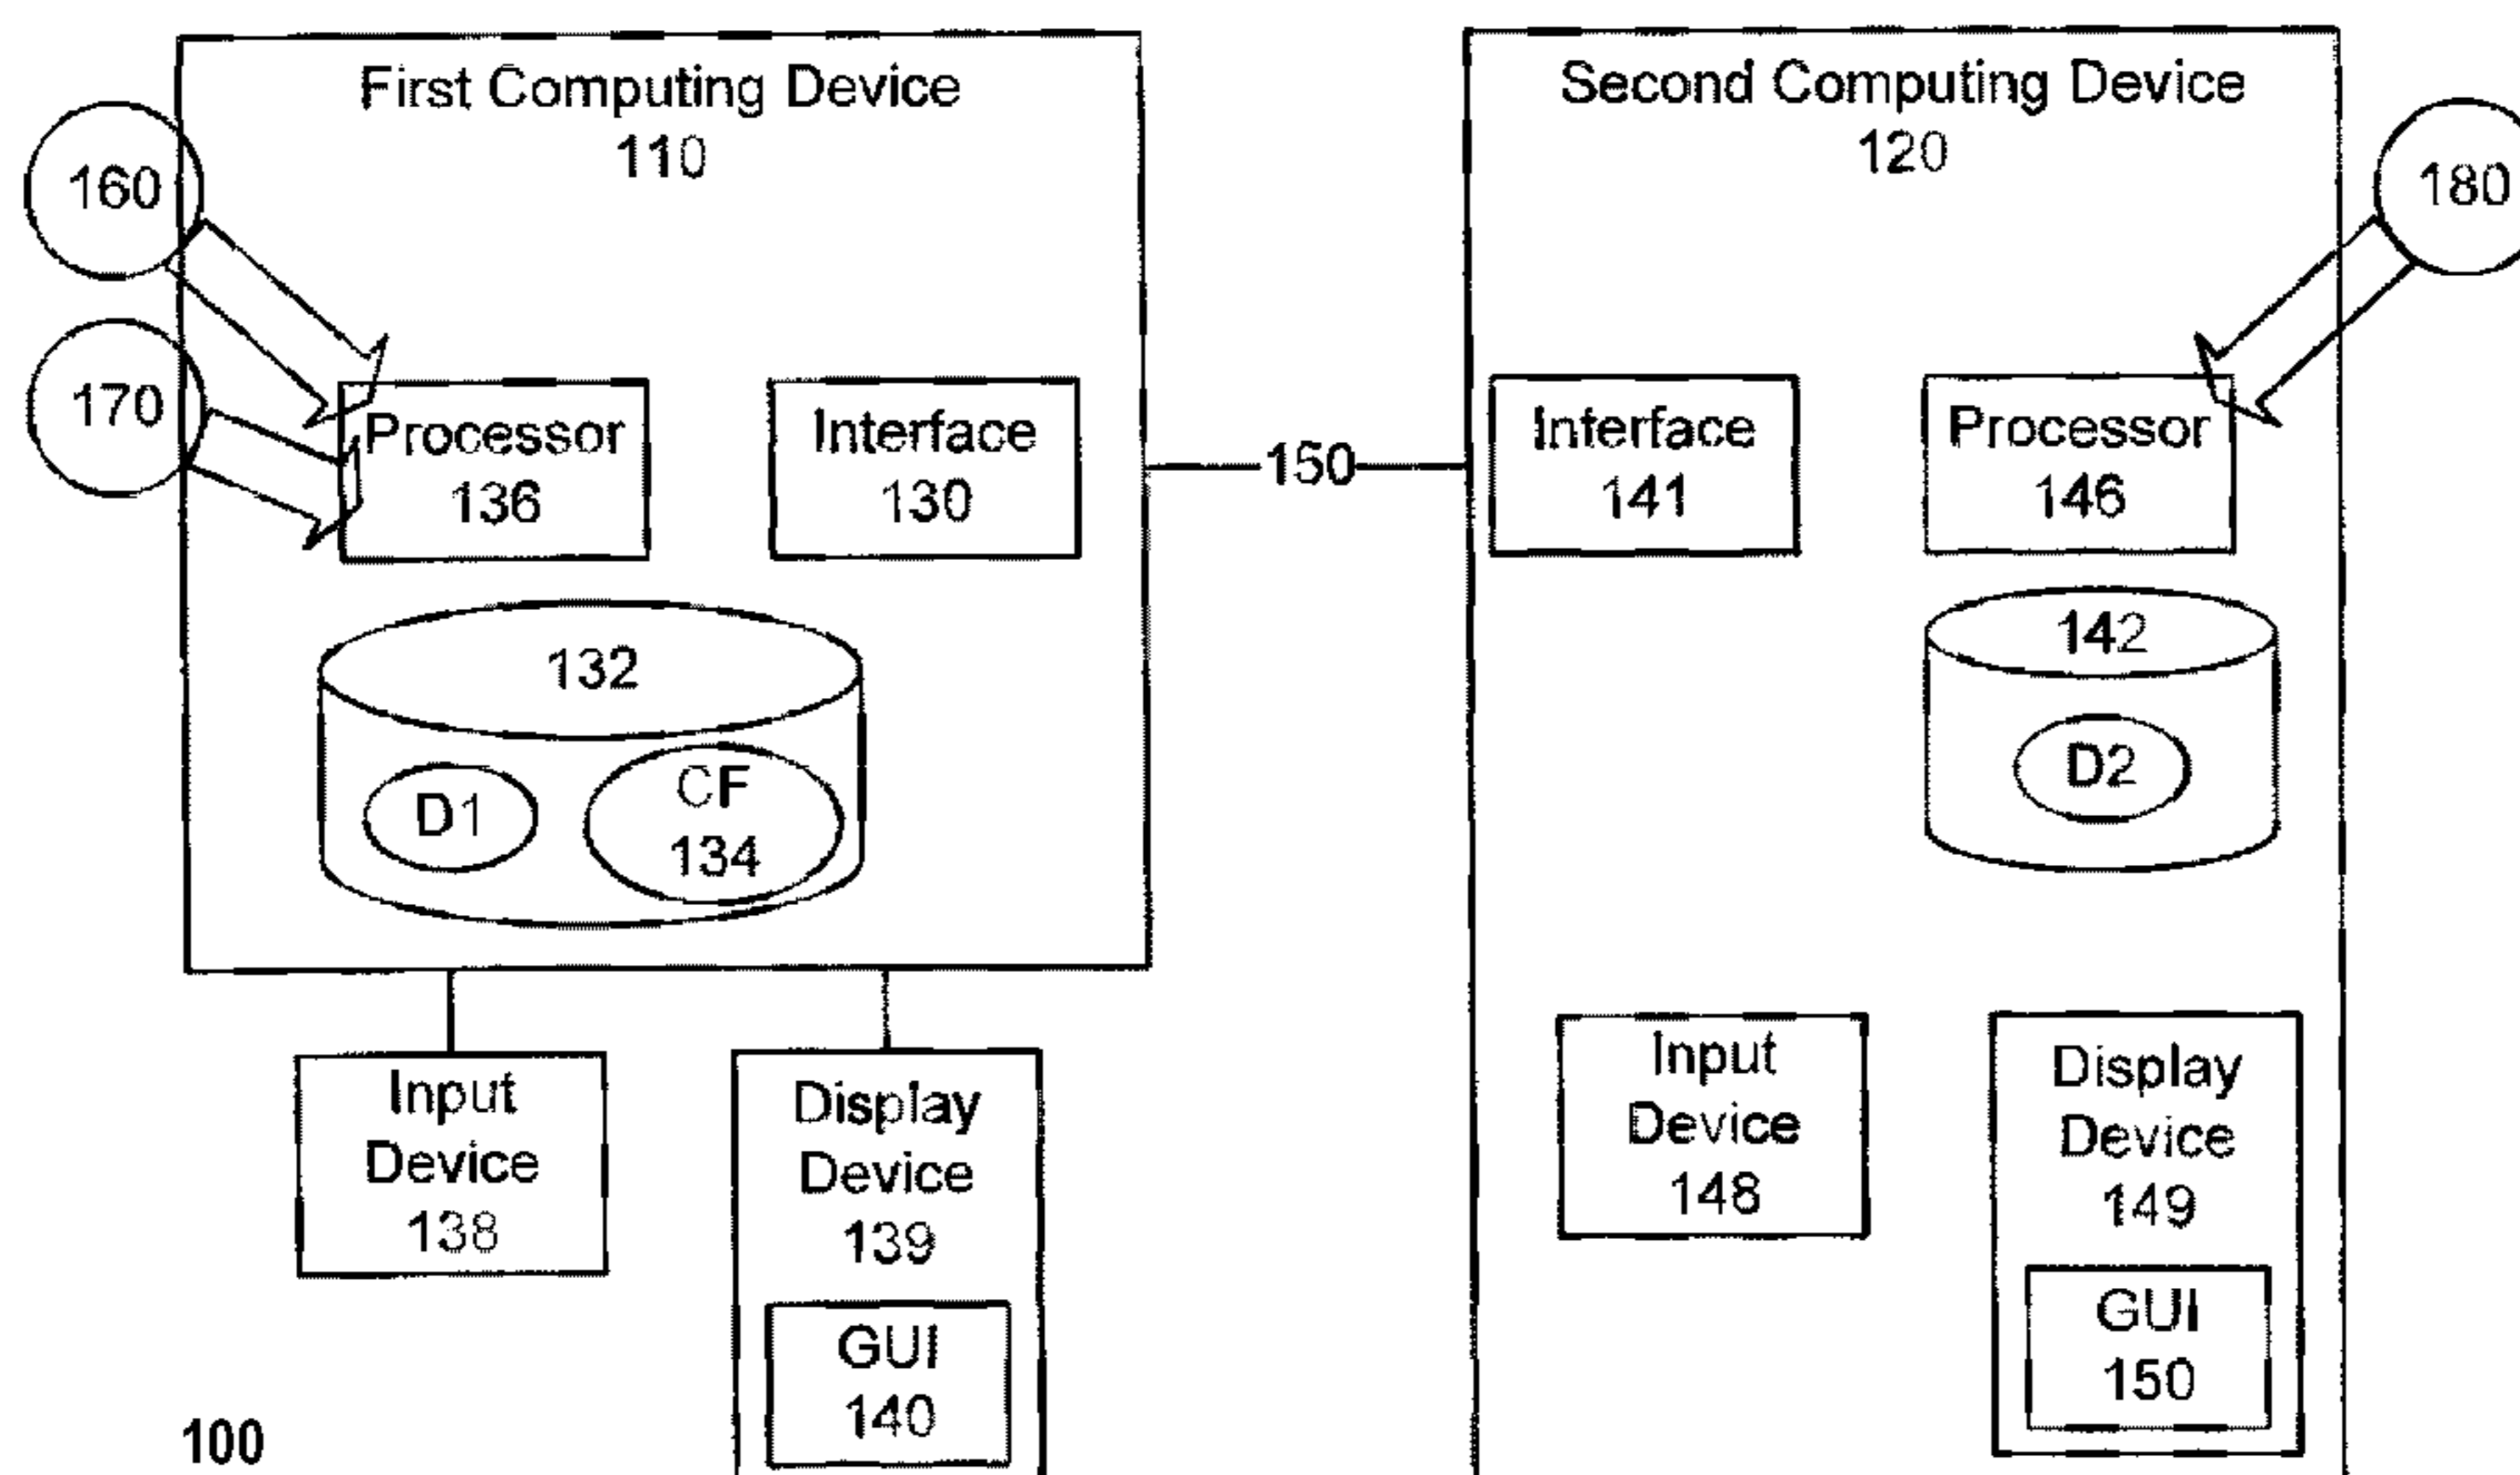 First Computing Device
110
160
170
Processor
136
Interface
130
132
D1
CF
134
Input
Device
138
Display
Device
139
GUI
140
100
150
Second Computing Device
120
180
Interface
141
Processor
146
142
D2
Input
Device
148
Display
Device
149
GUI
150